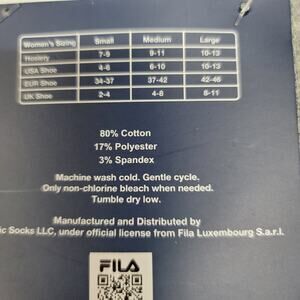 Women's Sizing Small Medium Large
Hosiery 7-9 9-11 10-13
USA Shoe 4-6 6-10 10-13
EUR Shoe 34-37 37-42 42-46
UK Shoe 2-4 4-8 8-11
80% Cotton
17% Polyester
3% Spandex
Machine wash cold. Gentle cycle.
Only non-chlorine bleach when needed.
Tumble dry low.
Manufactured and Distributed by
ic Socks LLC, under official license from Fila Luxembourg S.a.r.l.
FILA